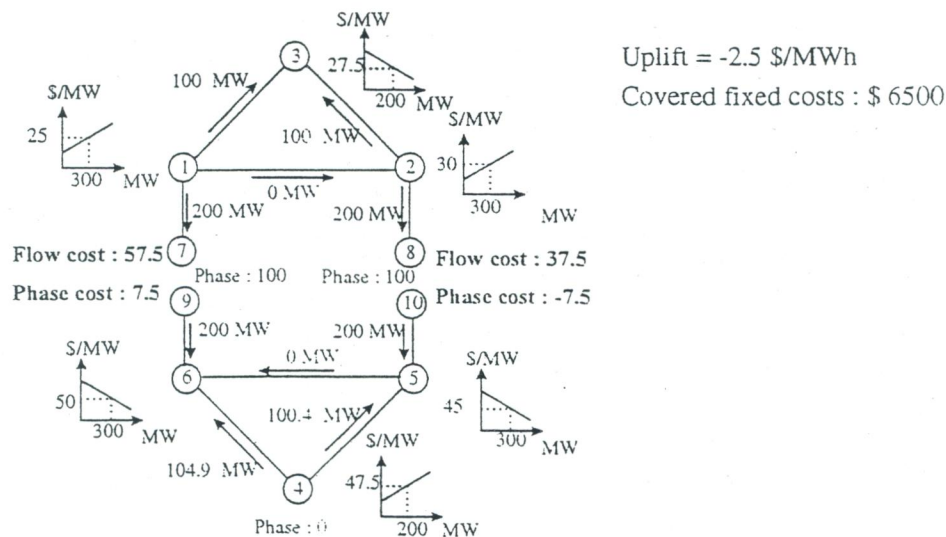 $/MW
3
27.5
200 MW
Uplift = -2.5 $/MWh
Covered fixed costs : $ 6500
100 MW
$/MW
25
300 MW
100 MW
$/MW
30
300
MW
1
2
0 MW
200 MW
200 MW
Flow cost : 57.5
7
8
Flow cost : 37.5
Phase : 100
Phase : 100
Phase cost : 7.5
9
10
Phase cost : -7.5
200 MW
200 MW
0 MW
$/MW
50
300 MW
6
5
$/MW
45
300 MW
100.4 MW
104.9 MW
4
$/MW
47.5
200 MW
Phase : 0